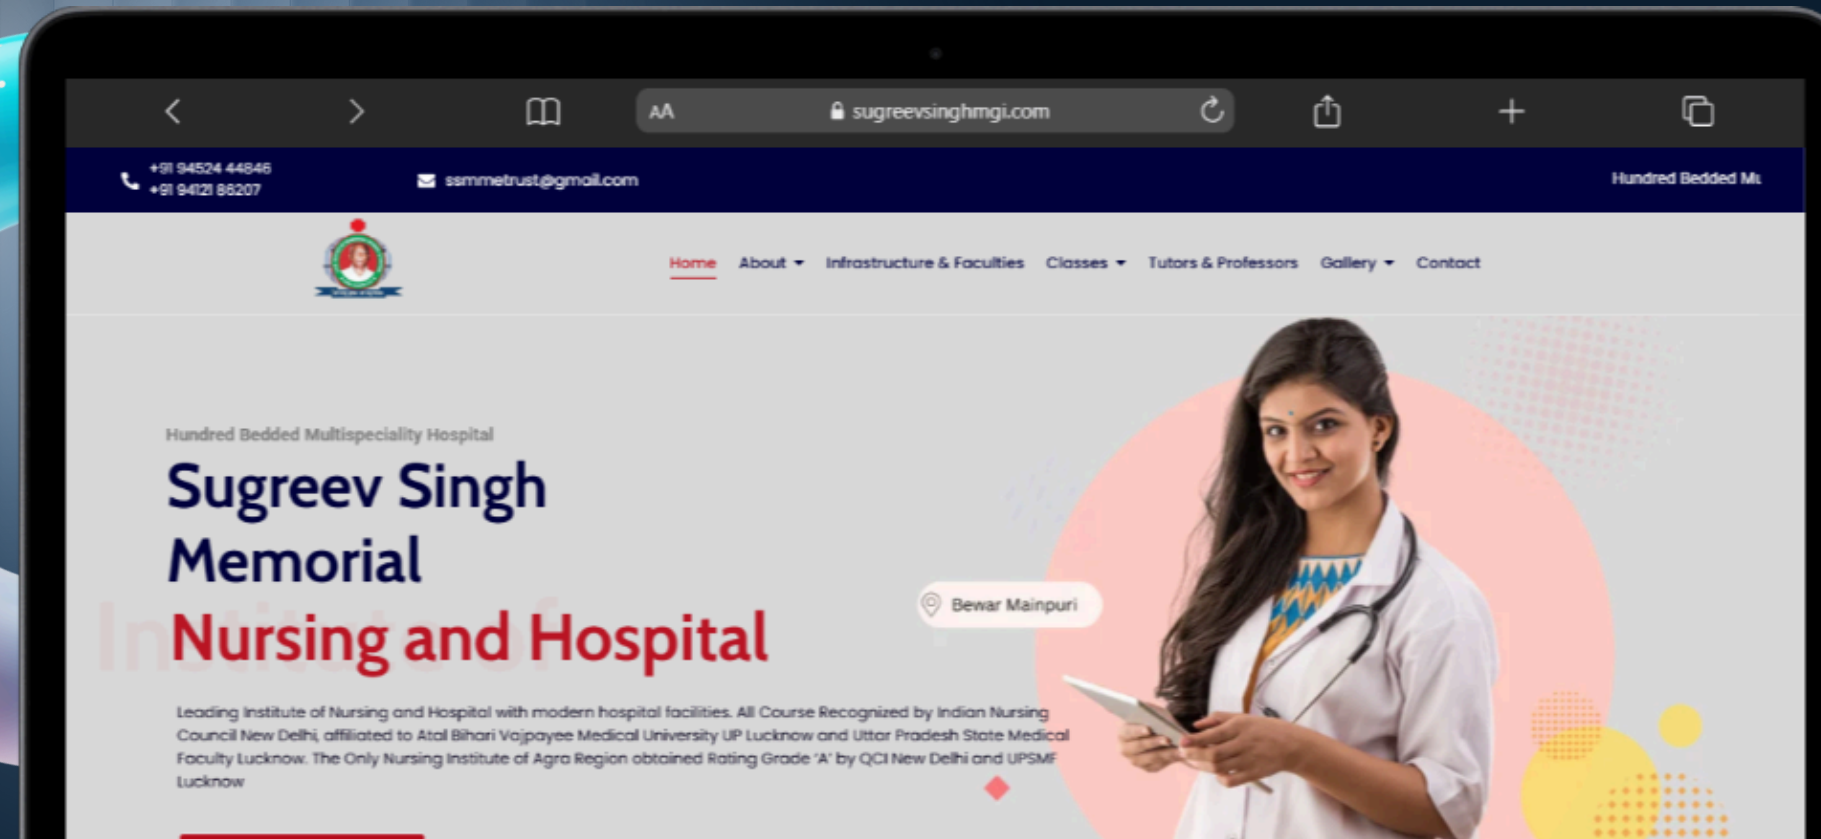 AA
sugreevsinghmgi.com
+91 94524 44846
+91 94121 86207
ssmmetrust@gmail.com
Hundred Bedded Mu
Home About Infrastructure & Faculties Classes Tutors & Professors Gallery Contact
Hundred Bedded Multispeciality Hospital
Sugreev Singh
Memorial
Institute of
Nursing and Hospital
Bewar Mainpuri
Leading Institute of Nursing and Hospital with modern hospital facilities. All Course Recognized by Indian Nursing
Council New Delhi, affiliated to Atal Bihari Vajpayee Medical University UP Lucknow and Uttar Pradesh State Medical
Faculty Lucknow. The Only Nursing Institute of Agra Region obtained Rating Grade 'A' by QCI New Delhi and UPSMF
Lucknow